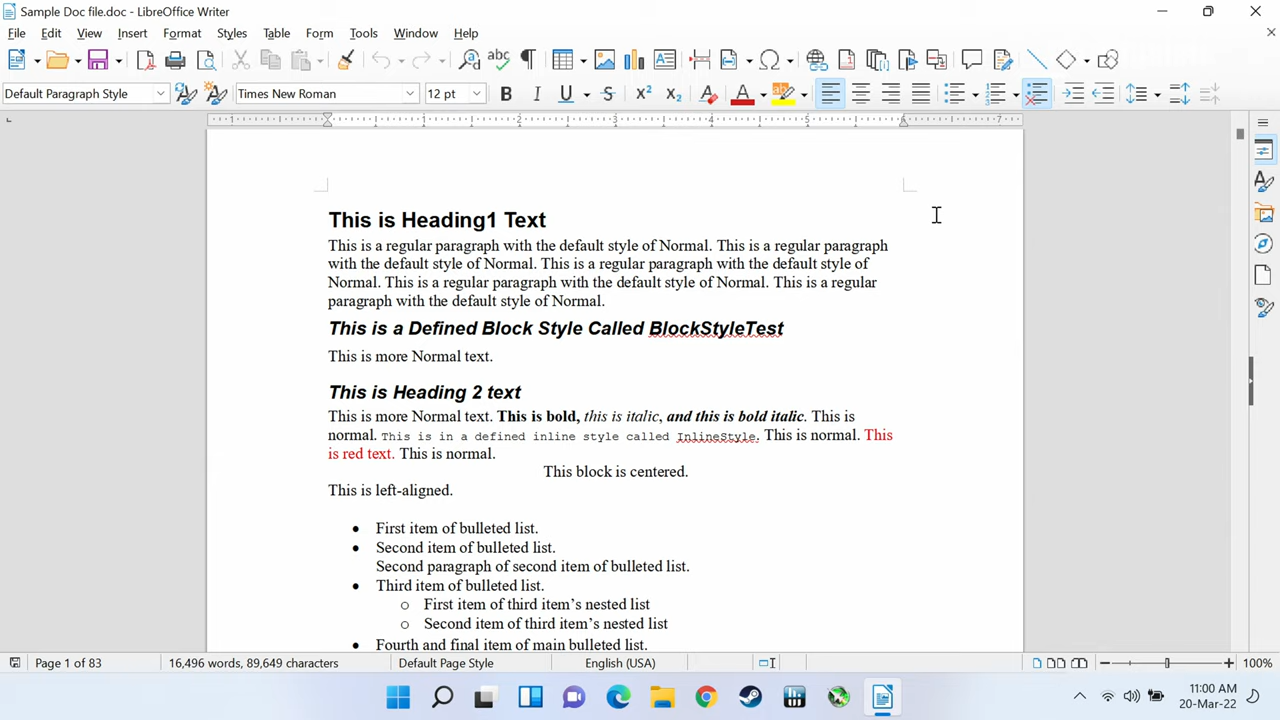 Sample Doc file.doc - LibreOffice Writer
File Edit View Insert Format Styles Table Form Tools Window Help
Default Paragraph Style Times New Roman 12 pt
1 1 2 3 4 5 6 7
This is Heading1 Text
This is a regular paragraph with the default style of Normal. This is a regular paragraph
with the default style of Normal. This is a regular paragraph with the default style of
Normal. This is a regular paragraph with the default style of Normal. This is a regular
paragraph with the default style of Normal.
This is a Defined Block Style Called BlockStyleTest
This is more Normal text.
This is Heading 2 text
This is more Normal text. This is bold, this is italic, and this is bold italic. This is
normal. This is in a defined inline style called InlineStyle. This is normal. This
is red text. This is normal.
This block is centered.
This is left-aligned.
• First item of bulleted list.
• Second item of bulleted list.
Second paragraph of second item of bulleted list.
• Third item of bulleted list.
o First item of third item’s nested list
o Second item of third item’s nested list
• Fourth and final item of main bulleted list.
Page 1 of 83 16,496 words, 89,649 characters Default Page Style English (USA) 100%
11:00 AM
20-Mar-22